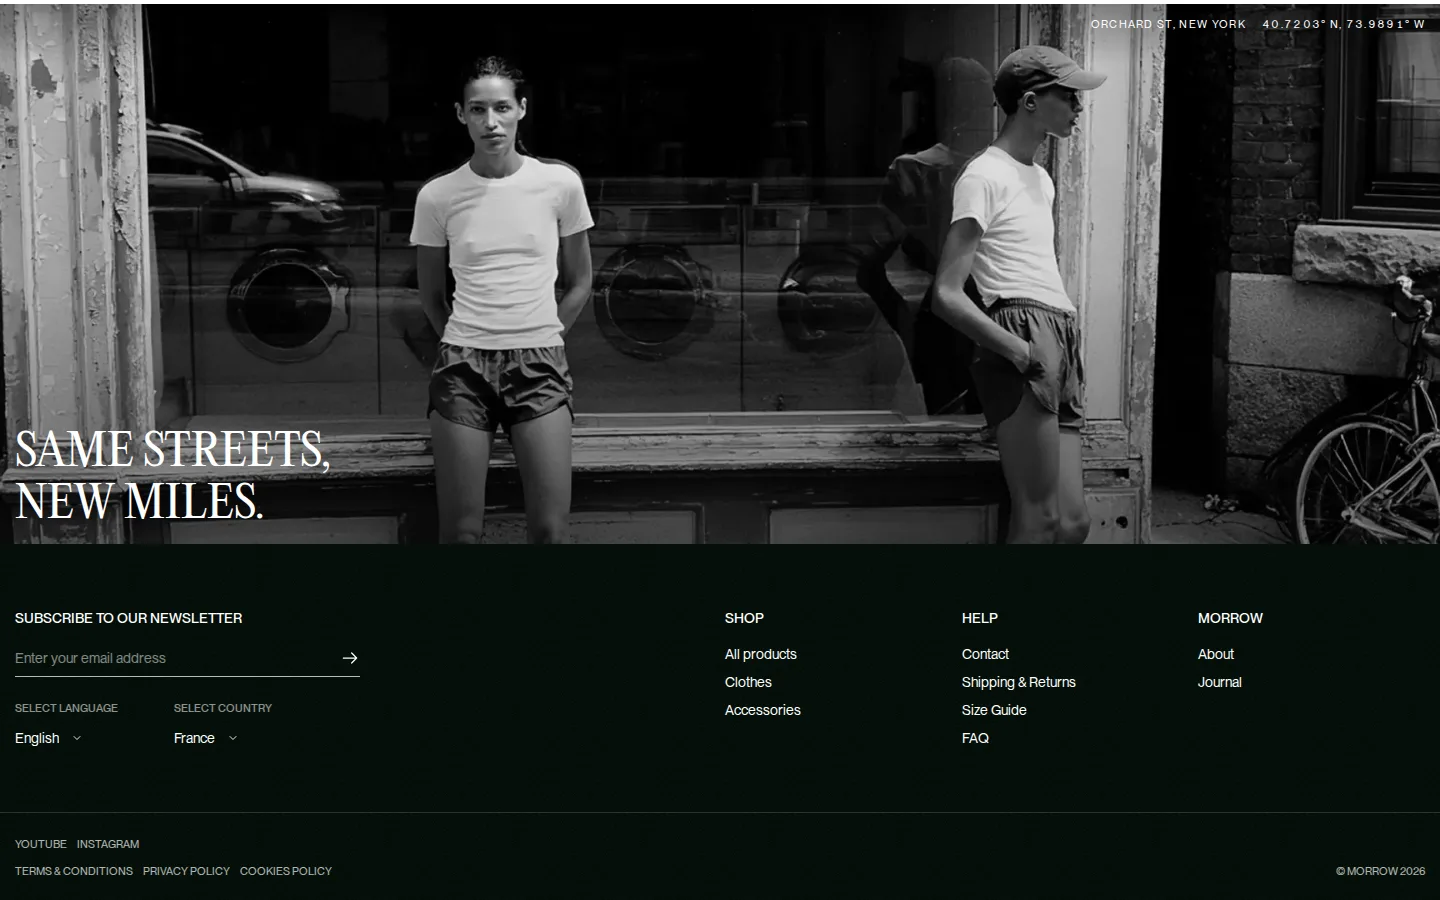 ORCHARD ST, NEW YORK 40.7203° N, 73.9891° W
SAME STREETS,
NEW MILES.
SUBSCRIBE TO OUR NEWSLETTER
Enter your email address
SELECT LANGUAGE SELECT COUNTRY
English France
SHOP
All products
Clothes
Accessories
HELP
Contact
Shipping & Returns
Size Guide
FAQ
MORROW
About
Journal
YOUTUBE INSTAGRAM
TERMS & CONDITIONS PRIVACY POLICY COOKIES POLICY
© MORROW 2026